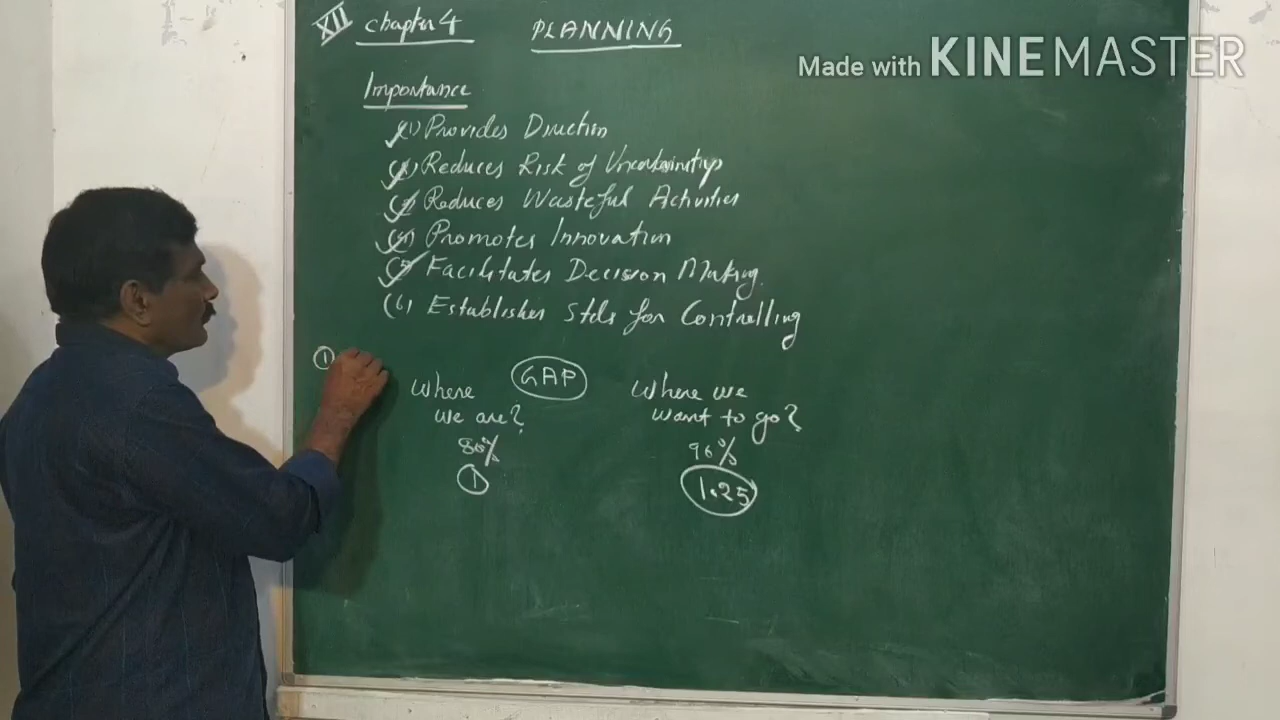 XII Chapter 4 PLANNING
Made with KINEMASTER
Importance
(1) Provides Direction
(2) Reduces Risk of Uncertainties
(3) Reduces Wasteful Activities
(4) Promotes Innovation
(5) Facilitates Decision Making
(6) Establishes Stds for Controlling
①
Where we are?
GAP
Where we want to go?
80%
96%
1
1.25